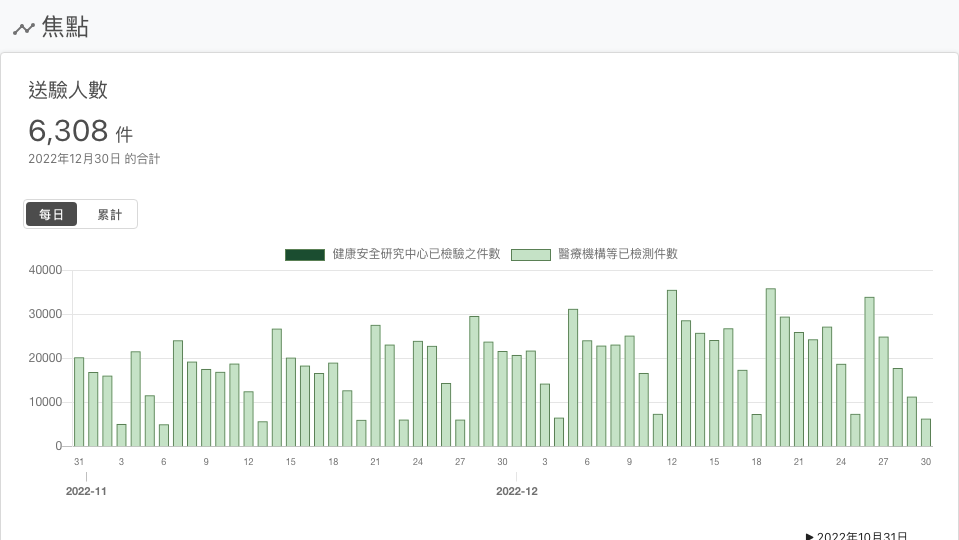 焦點
送驗人數
6,308 件
2022年12月30日 的合計
每日 累計
健康安全研究中心已檢驗之件數 醫療機構等已檢測件數
40000
30000
20000
10000
0
31 3 6 9 12 15 18 21 24 27 30 3 6 9 12 15 18 21 24 27 30
2022-11 2022-12
▶ 2022年10月31日